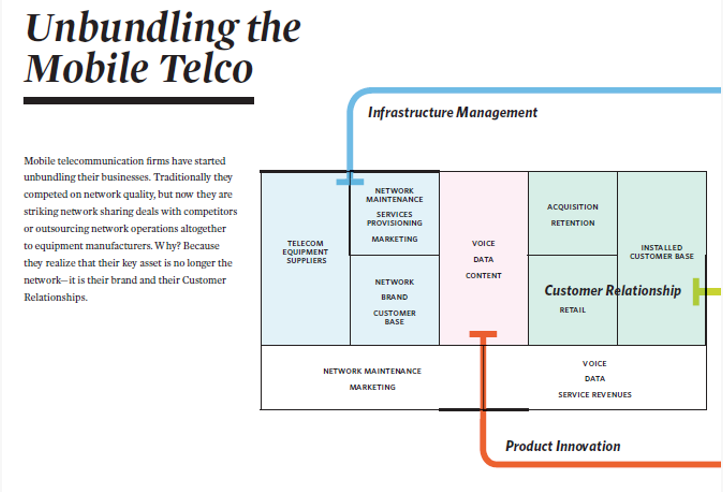 Unbundling the
Mobile Telco
Mobile telecommunication firms have started
unbundling their businesses. Traditionally they
competed on network quality, but now they are
striking network sharing deals with competitors
or outsourcing network operations altogether
to equipment manufacturers. Why? Because
they realize that their key asset is no longer the
network—it is their brand and their Customer
Relationships.
Infrastructure Management
TELECOM
EQUIPMENT
SUPPLIERS
NETWORK
MAINTENANCE
SERVICES
PROVISIONING
MARKETING
NETWORK
BRAND
CUSTOMER
BASE
VOICE
DATA
CONTENT
ACQUISITION
RETENTION
Customer Relationship
RETAIL
INSTALLED
CUSTOMER BASE
NETWORK MAINTENANCE
MARKETING
VOICE
DATA
SERVICE REVENUES
Product Innovation